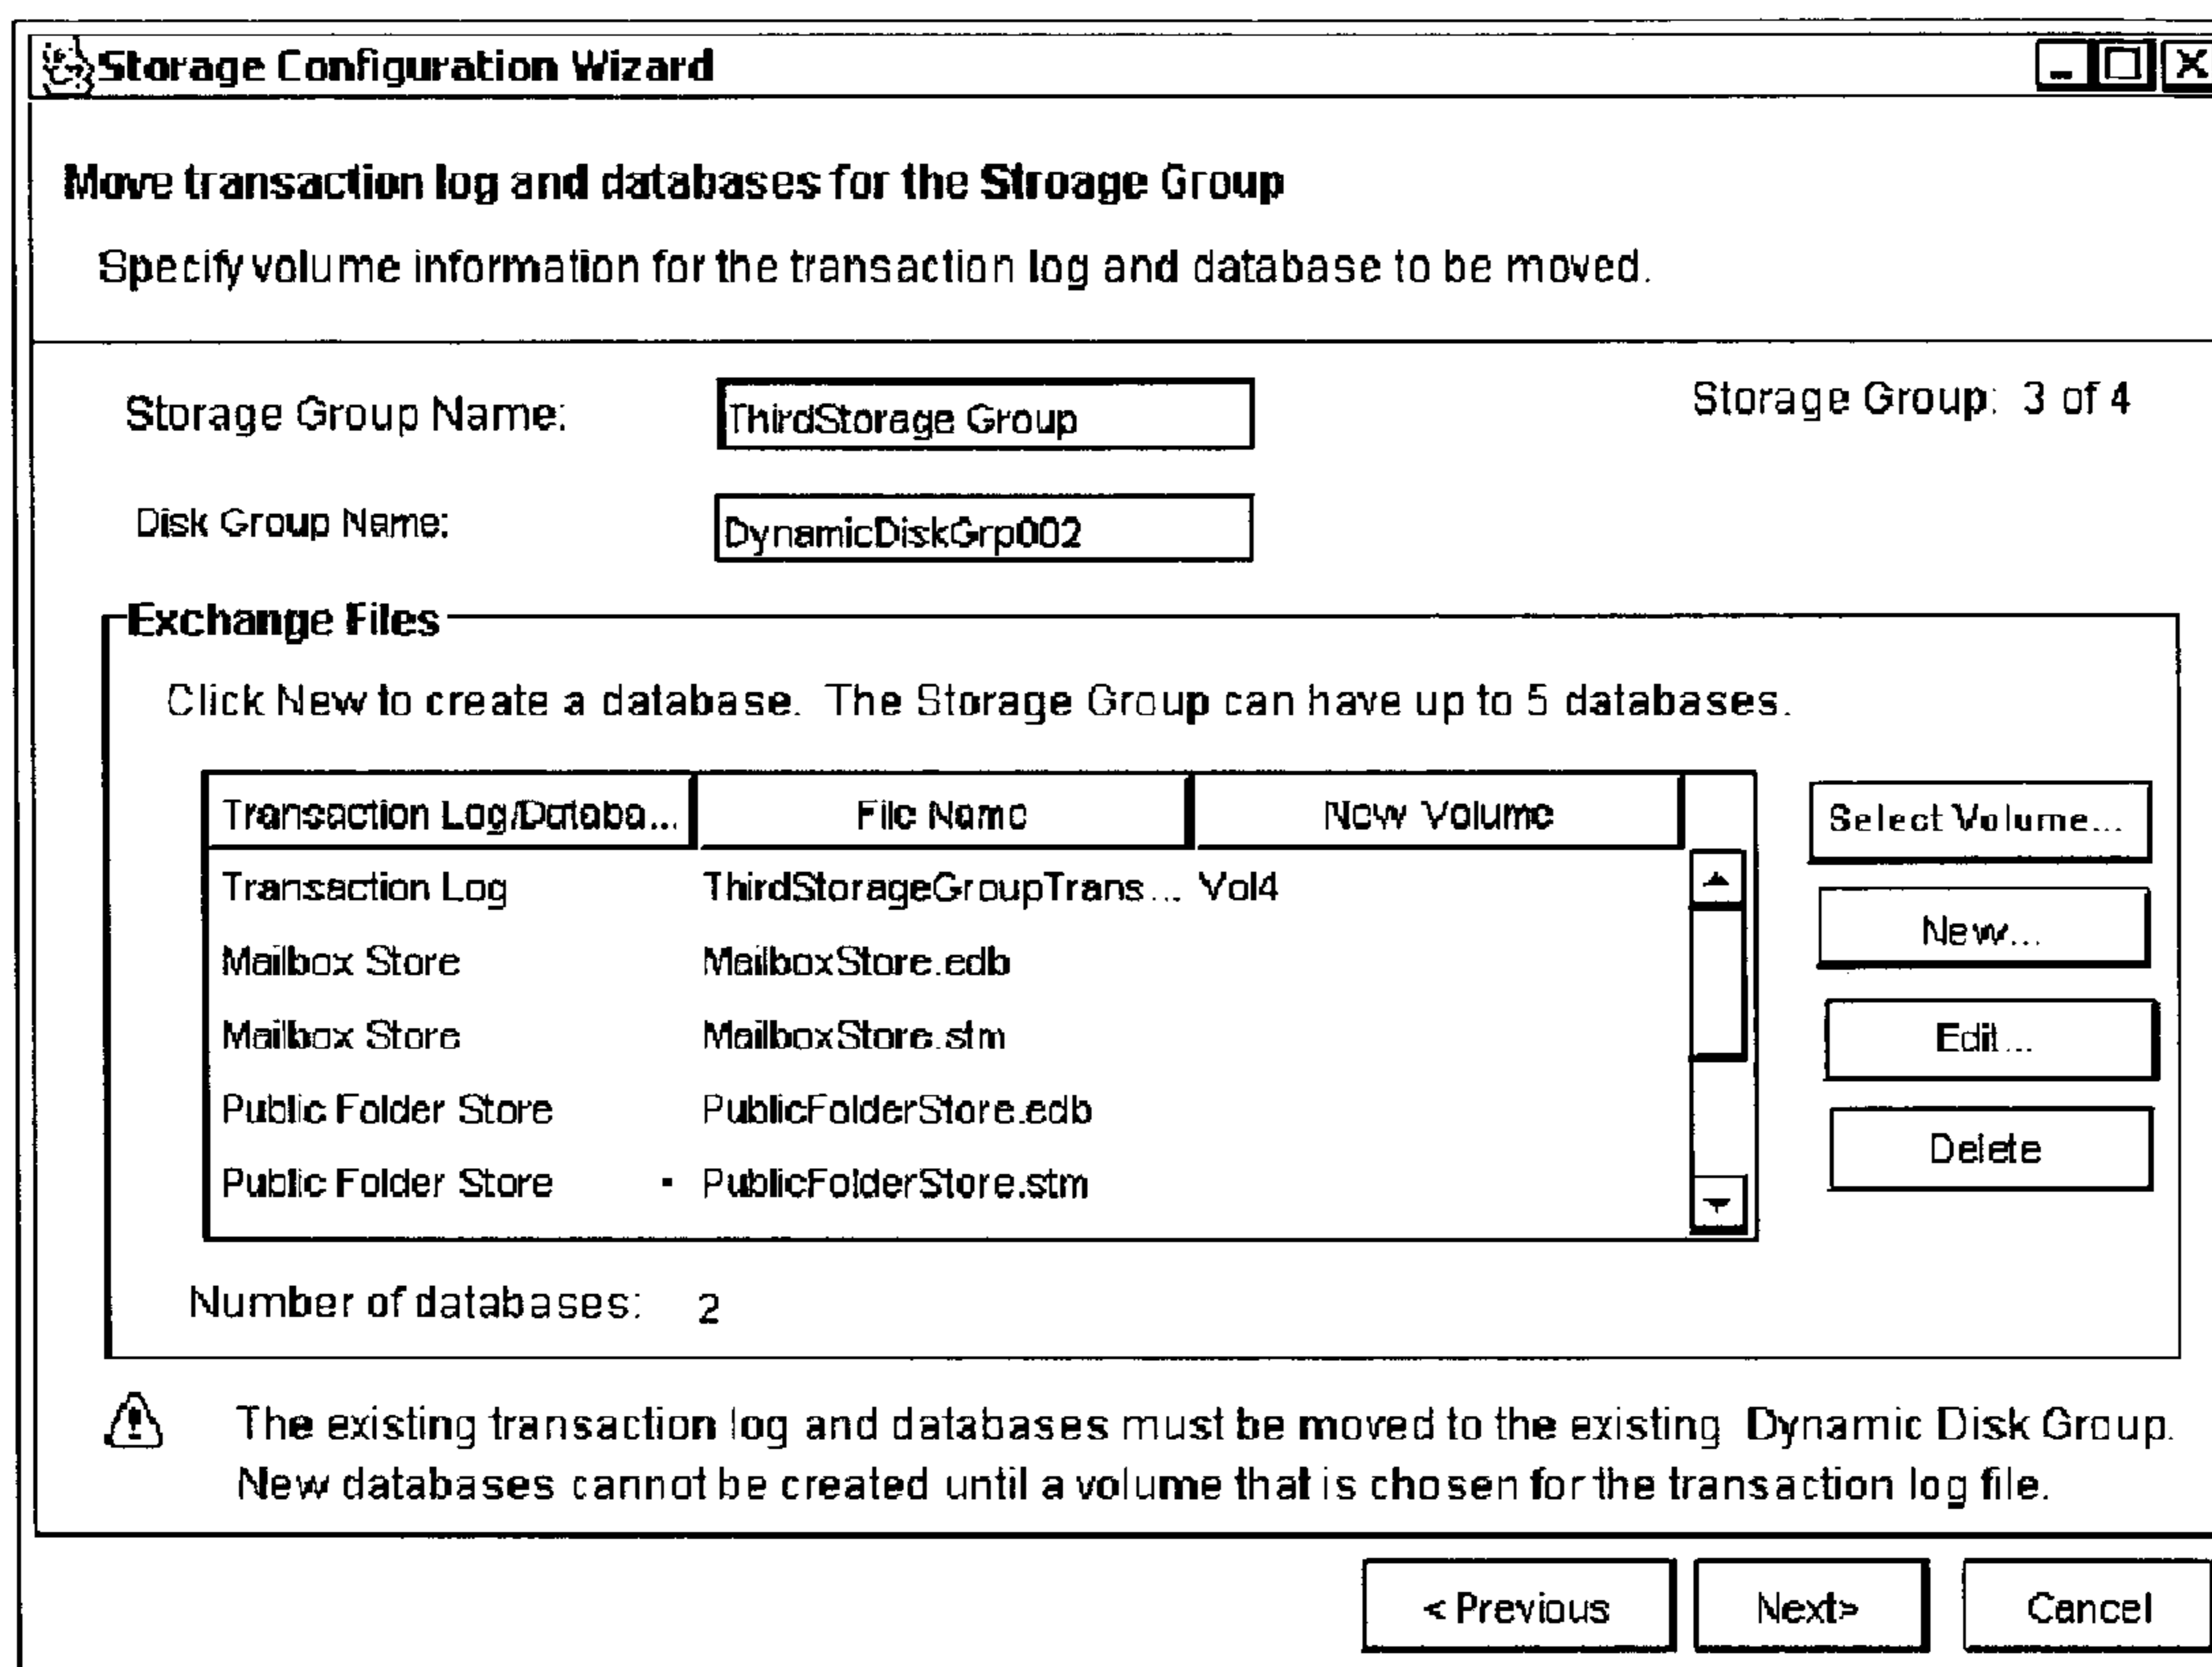 Storage Configuration Wizard
Move transaction log and databases for the Stroage Group
Specify volume information for the transaction log and database to be moved.
Storage Group Name: ThirdStorage Group Storage Group: 3 of 4
Disk Group Name: DynamicDiskGrp002
Exchange Files
Click New to create a database. The Storage Group can have up to 5 databases.
Transaction Log/Databa... File Name New Volume Select Volume...
Transaction Log ThirdStorageGroupTrans... Vol4
New...
Mailbox Store MailboxStore.edb
Mailbox Store MailboxStore.stm Edit...
Public Folder Store PublicFolderStore.edb
Delete
Public Folder Store PublicFolderStore.stm
Number of databases: 2
The existing transaction log and databases must be moved to the existing Dynamic Disk Group.
New databases cannot be created until a volume that is chosen for the transaction log file.
< Previous Next> Cancel